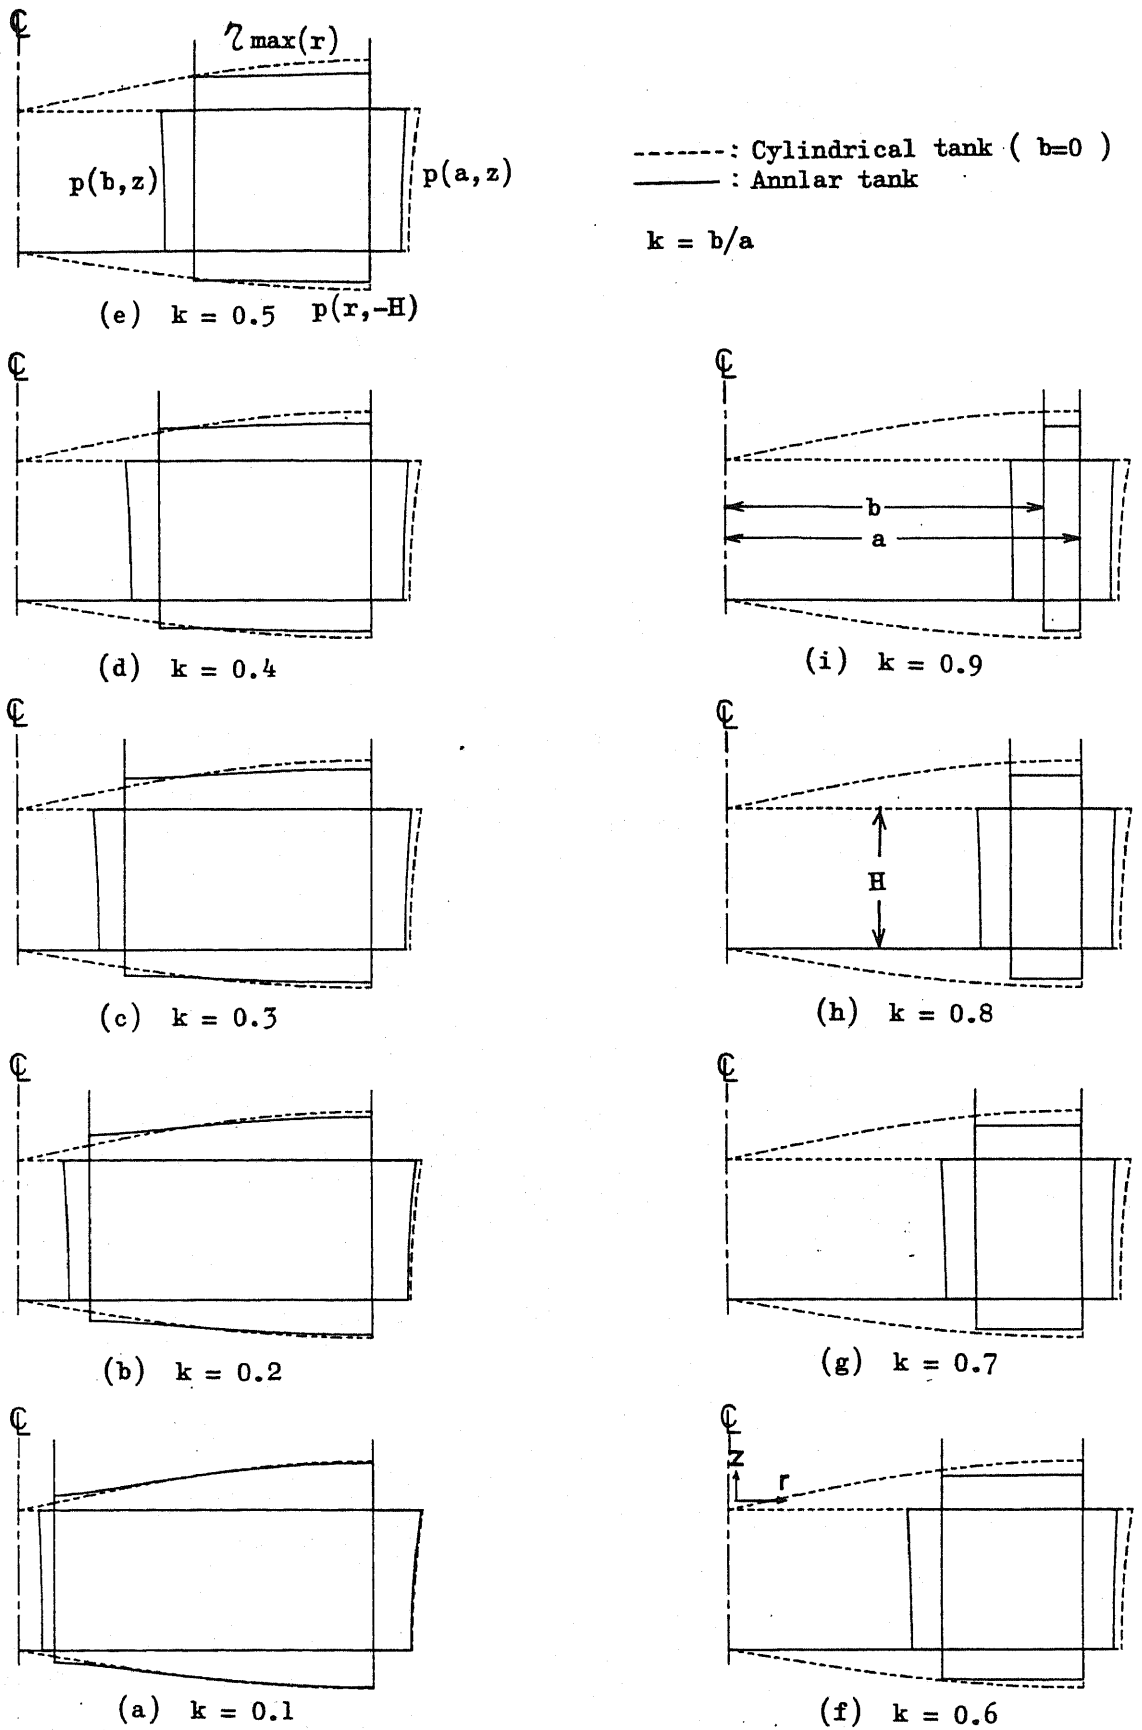 ℄
ηmax(r)
p(b,z)
p(a,z)
(e) k = 0.5 p(r,-H)
-------: Cylindrical tank ( b=0 )
———: Annlar tank
k = b/a
℄
(d) k = 0.4
℄
b
a
(i) k = 0.9
℄
(c) k = 0.3
℄
H
(h) k = 0.8
℄
(b) k = 0.2
℄
(g) k = 0.7
℄
(a) k = 0.1
℄
z
r
(f) k = 0.6